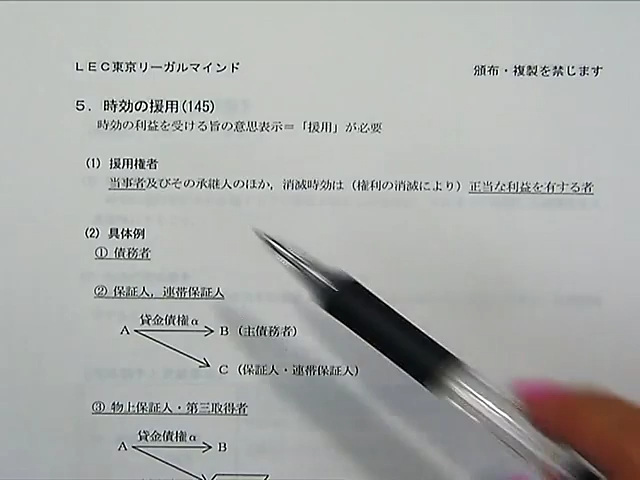 LEC東京リーガルマインド
頒布・複製を禁じます
5．時効の援用(145)
時効の利益を受ける旨の意思表示＝「援用」が必要
(1) 援用権者
当事者及びその承継人のほか，消滅時効は（権利の消滅により）正当な利益を有する者
(2) 具体例
① 債務者
② 保証人，連帯保証人
貸金債権α
A B（主債務者）
C（保証人・連帯保証人）
③ 物上保証人・第三取得者
貸金債権α
A B